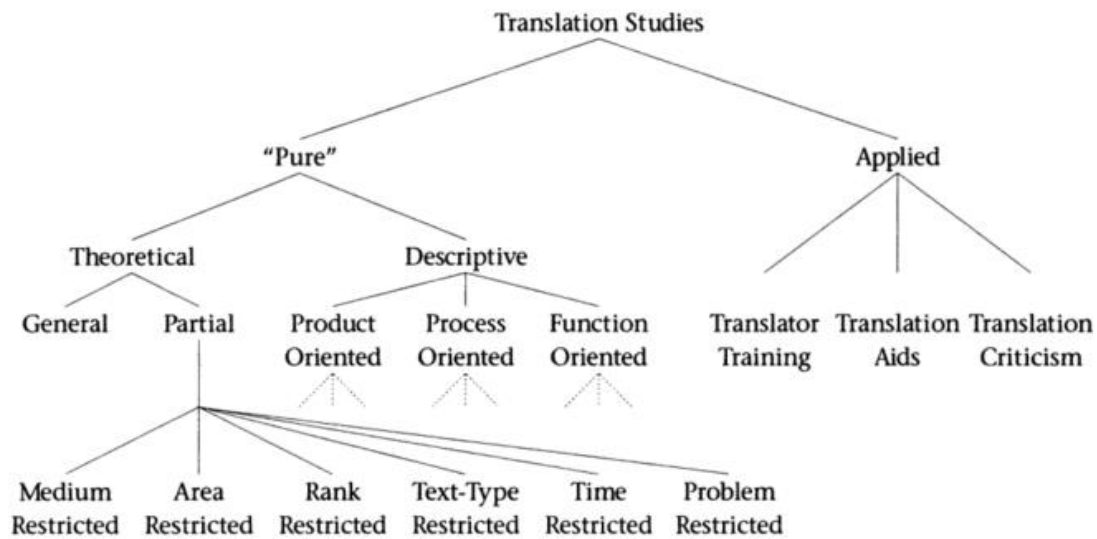 Translation Studies
“Pure” Applied
Theoretical Descriptive
General Partial Product Process Function Translator Translation Translation
Oriented Oriented Oriented Training Aids Criticism
Medium Area Rank Text-Type Time Problem
Restricted Restricted Restricted Restricted Restricted Restricted